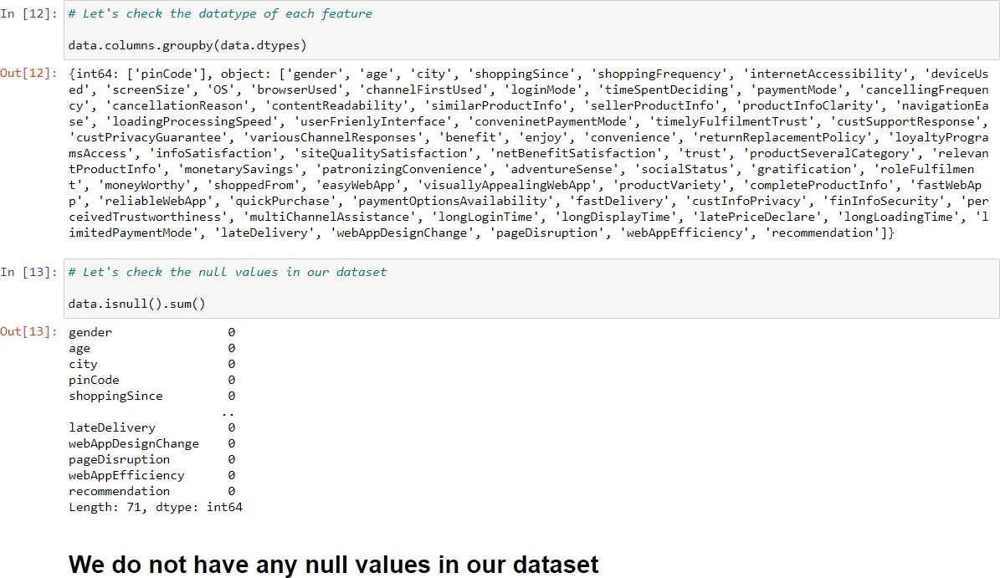 In [12]: # Let's check the datatype of each feature
data.columns.groupby(data.dtypes)
Out[12]: {int64: ['pinCode'], object: ['gender', 'age', 'city', 'shoppingSince', 'shoppingFrequency', 'internetAccessibility', 'deviceUs
ed', 'screenSize', 'OS', 'browserUsed', 'channelFirstUsed', 'loginMode', 'timeSpentDeciding', 'paymentMode', 'cancellingFrequen
cy', 'cancellationReason', 'contentReadability', 'similarProductInfo', 'sellerProductInfo', 'productInfoClarity', 'navigationEa
se', 'loadingProcessingSpeed', 'userFrienlyInterface', 'conveninetPaymentMode', 'timelyFulfilmentTrust', 'custSupportResponse',
'custPrivacyGuarantee', 'variousChannelResponses', 'benefit', 'enjoy', 'convenience', 'returnReplacementPolicy', 'loyaltyProgra
msAccess', 'infoSatisfaction', 'siteQualitySatisfaction', 'netBenefitSatisfaction', 'trust', 'productSeveralCategory', 'relevan
tProductInfo', 'monetarySavings', 'patronizingConvenience', 'adventureSense', 'socialStatus', 'gratification', 'roleFulfilmen
t', 'moneyWorthy', 'shoppedFrom', 'easyWebApp', 'visuallyAppealingWebApp', 'productVariety', 'completeProductInfo', 'fastWebAp
p', 'reliableWebApp', 'quickPurchase', 'paymentOptionsAvailability', 'fastDelivery', 'custInfoPrivacy', 'finInfoSecurity', 'per
ceivedTrustworthiness', 'multiChannelAssistance', 'longLoginTime', 'longDisplayTime', 'latePriceDeclare', 'longLoadingTime', 'l
imitedPaymentMode', 'lateDelivery', 'webAppDesignChange', 'pageDisruption', 'webAppEfficiency', 'recommendation']}
In [13]: # Let's check the null values in our dataset
data.isnull().sum()
Out[13]: gender 0
age 0
city 0
pinCode 0
shoppingSince 0
..
lateDelivery 0
webAppDesignChange 0
pageDisruption 0
webAppEfficiency 0
recommendation 0
Length: 71, dtype: int64
We do not have any null values in our dataset